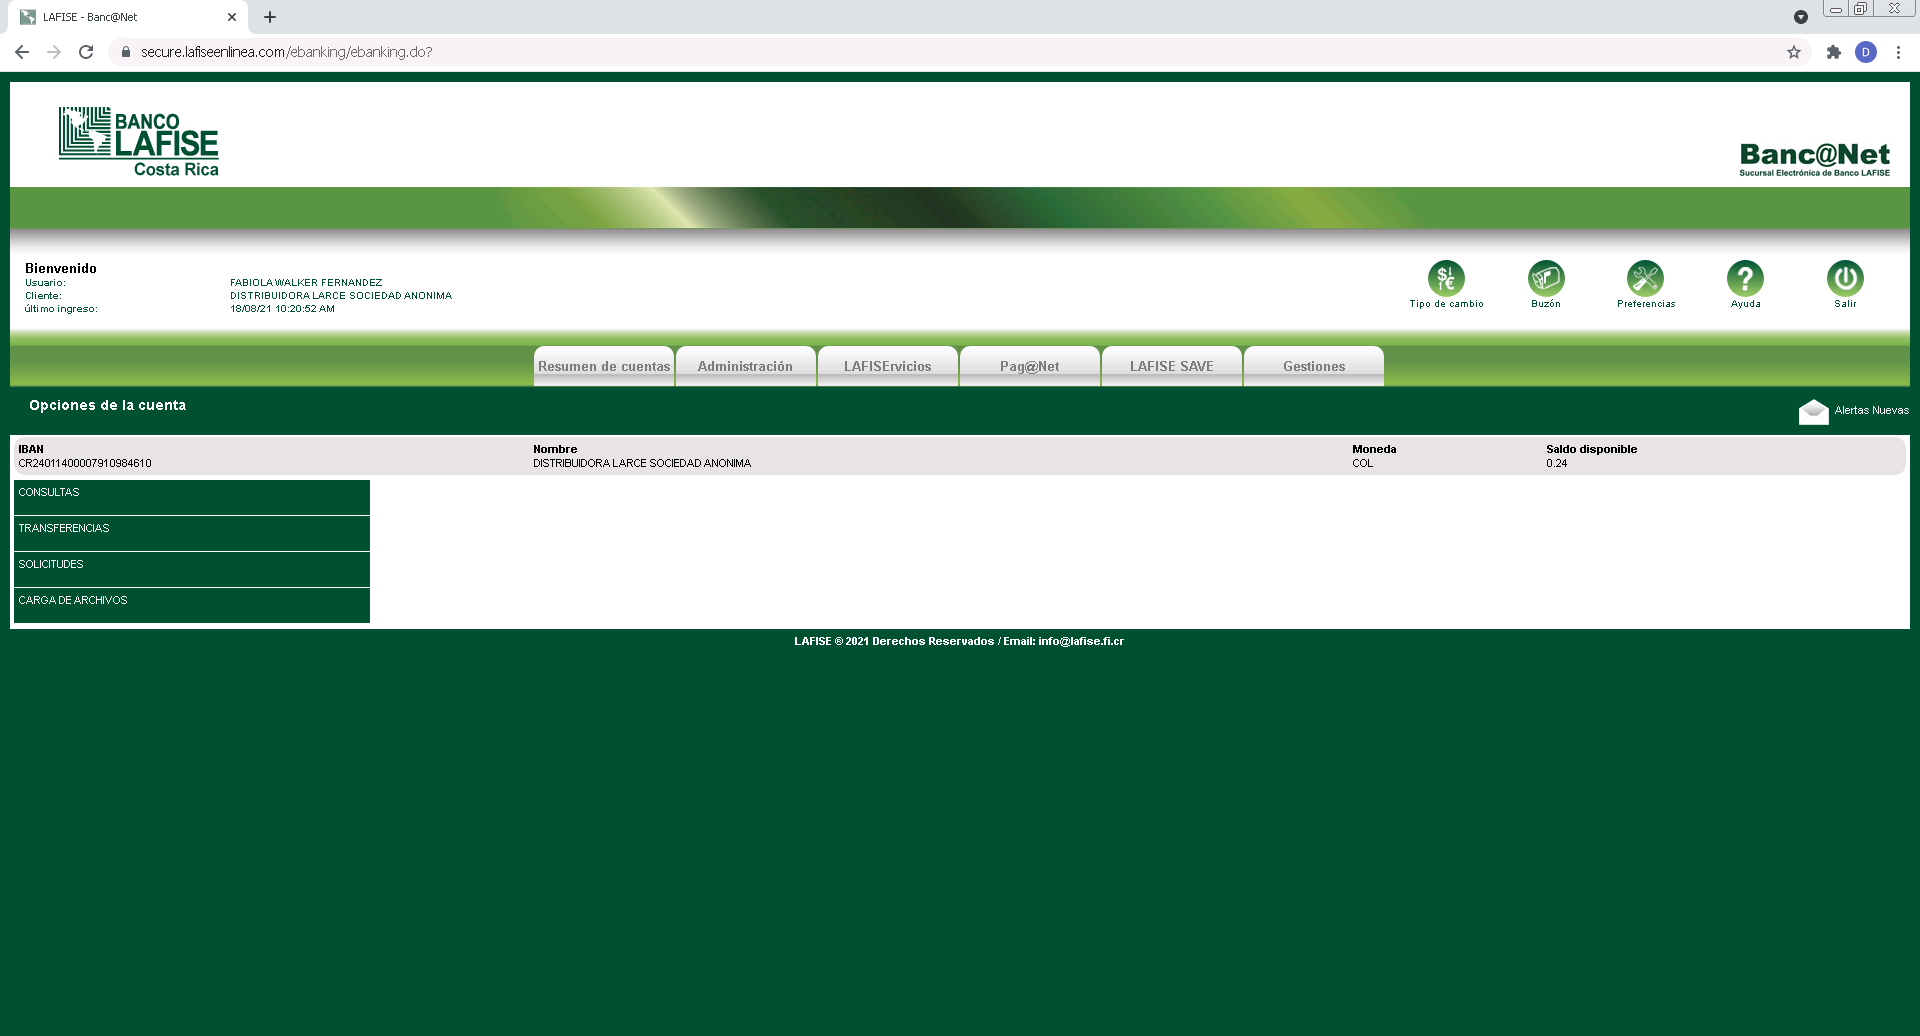 LAFISE - Banc@Net
secure.lafiseenlinea.com/ebanking/ebanking.do?
D
BANCO
LAFISE
Costa Rica
Banc@Net
Sucursal Electrónica de Banco LAFISE
Bienvenido
Usuario: FABIOLA WALKER FERNANDEZ
Cliente: DISTRIBUIDORA LARCE SOCIEDAD ANONIMA
último ingreso: 18/08/21 10:20:52 AM
Tipo de cambio Buzón Preferencias Ayuda Salir
Resumen de cuentas Administración LAFISErvicios Pag@Net LAFISE SAVE Gestiones
Opciones de la cuenta
Alertas Nuevas
IBAN Nombre Moneda Saldo disponible
CR24011400007910984610 DISTRIBUIDORA LARCE SOCIEDAD ANONIMA COL 0.24
CONSULTAS
TRANSFERENCIAS
SOLICITUDES
CARGA DE ARCHIVOS
LAFISE © 2021 Derechos Reservados / Email: info@lafise.fi.cr